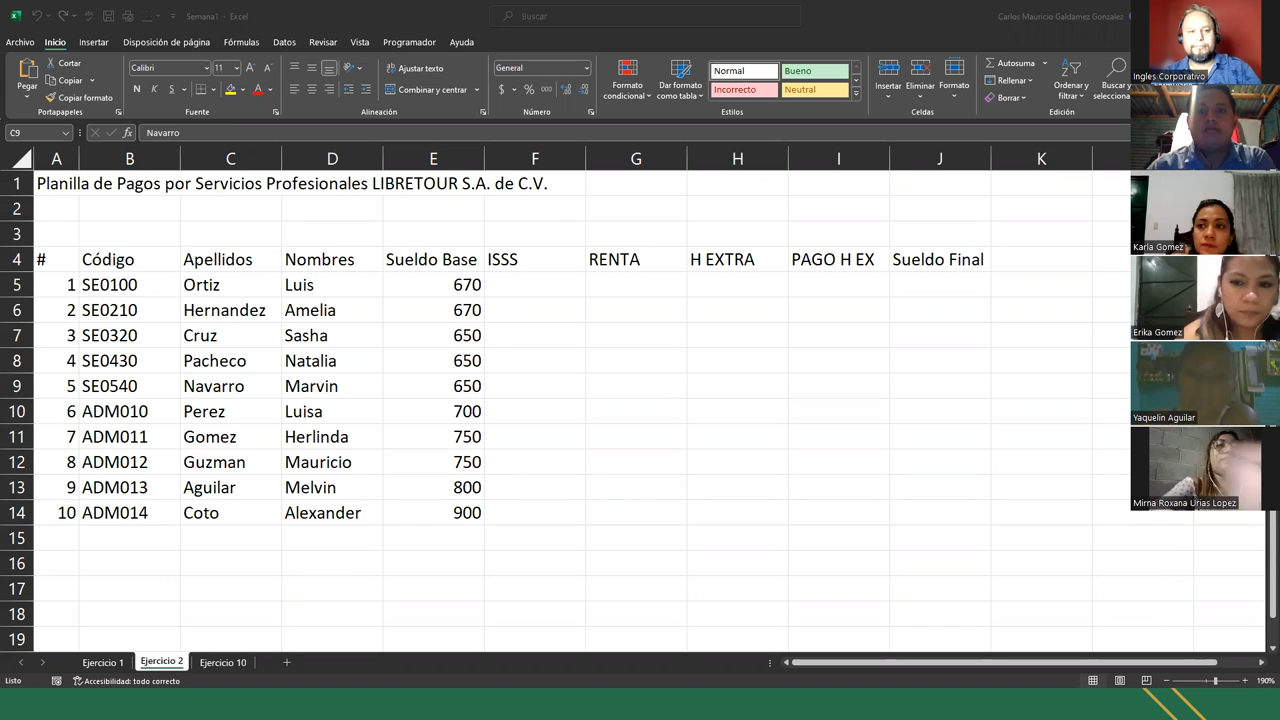 Semana1 - Excel
Buscar
Carlos Mauricio Galdamez Gonzalez
Archivo Inicio Insertar Disposición de página Fórmulas Datos Revisar Vista Programador Ayuda
Pegar
Cortar
Copiar
Copiar formato
Portapapeles
Calibri 11
N K S
Fuente
Ajustar texto
Combinar y centrar
Alineación
General
$ % 000
Número
Formato condicional
Dar formato como tabla
Normal Bueno
Incorrecto Neutral
Estilos
Insertar Eliminar Formato
Celdas
Autosuma
Rellenar
Borrar
Ordenar y filtrar
Buscar y
selecciona
Edición
C9 fx Navarro
A B C D E F G H I J K
1 Planilla de Pagos por Servicios Profesionales LIBRETOUR S.A. de C.V.
2
3
4 # Código Apellidos Nombres Sueldo Base ISSS RENTA H EXTRA PAGO H EX Sueldo Final
5 1 SE0100 Ortiz Luis 670
6 2 SE0210 Hernandez Amelia 670
7 3 SE0320 Cruz Sasha 650
8 4 SE0430 Pacheco Natalia 650
9 5 SE0540 Navarro Marvin 650
10 6 ADM010 Perez Luisa 700
11 7 ADM011 Gomez Herlinda 750
12 8 ADM012 Guzman Mauricio 750
13 9 ADM013 Aguilar Melvin 800
14 10 ADM014 Coto Alexander 900
15
16
17
18
19
Ejercicio 1 Ejercicio 2 Ejercicio 10
Listo Accesibilidad: todo correcto 190%
Ingles Corporativo
Karla Gomez
Erika Gomez
Yaquelin Aguilar
Mirna Roxana Urias Lopez